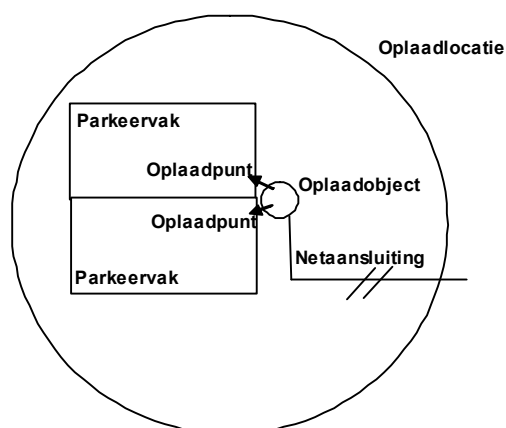 Oplaadlocatie
Parkeervak
Oplaadpunt
Oplaadobject
Oplaadpunt
Netaansluiting
Parkeervak